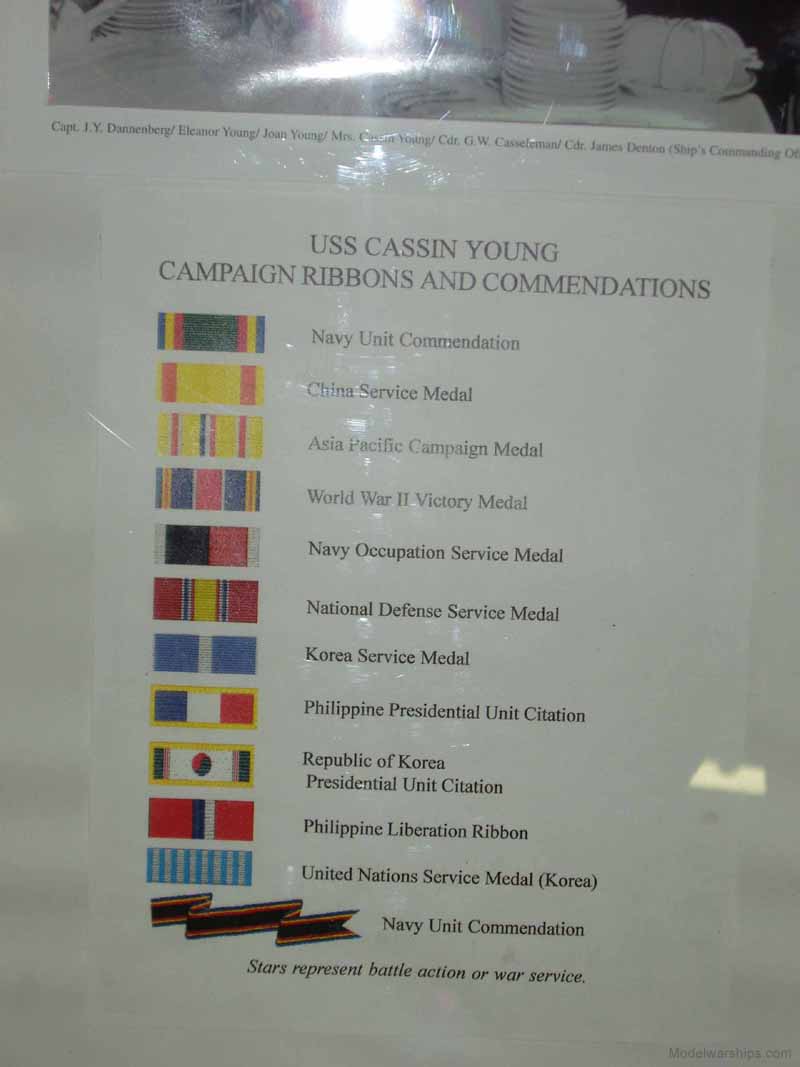 Capt. J.Y. Dannenberg/ Eleanor Young/ Joan Young/ Mrs. Cassin Young/ Cdr. G.W. Casseleman/ Cdr. James Denton (Ship's Commanding
USS CASSIN YOUNG
CAMPAIGN RIBBONS AND COMMENDATIONS
Navy Unit Commendation
China Service Medal
Asia Pacific Campaign Medal
World War II Victory Medal
Navy Occupation Service Medal
National Defense Service Medal
Korea Service Medal
Philippine Presidential Unit Citation
Republic of Korea
Presidential Unit Citation
Philippine Liberation Ribbon
United Nations Service Medal (Korea)
Navy Unit Commendation
Stars represent battle action or war service.
Modelwarships.com